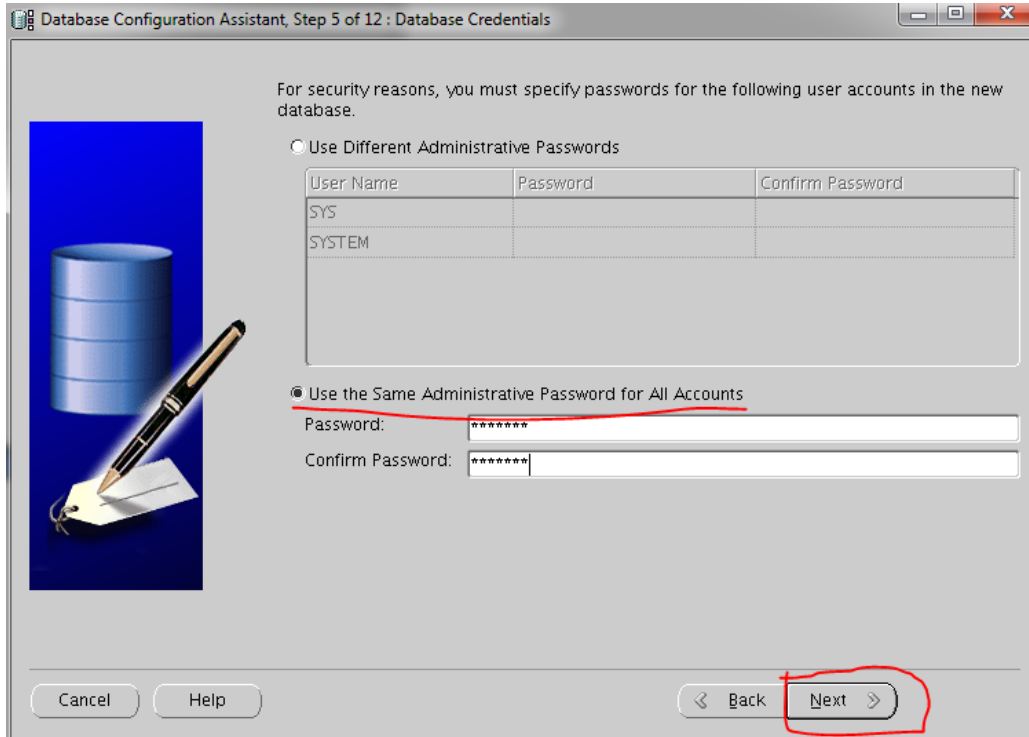 Database Configuration Assistant, Step 5 of 12 : Database Credentials
For security reasons, you must specify passwords for the following user accounts in the new
database.
Use Different Administrative Passwords
User Name Password Confirm Password
SYS
SYSTEM
Use the Same Administrative Password for All Accounts
Password: *******
Confirm Password: *******
Cancel Help Back Next